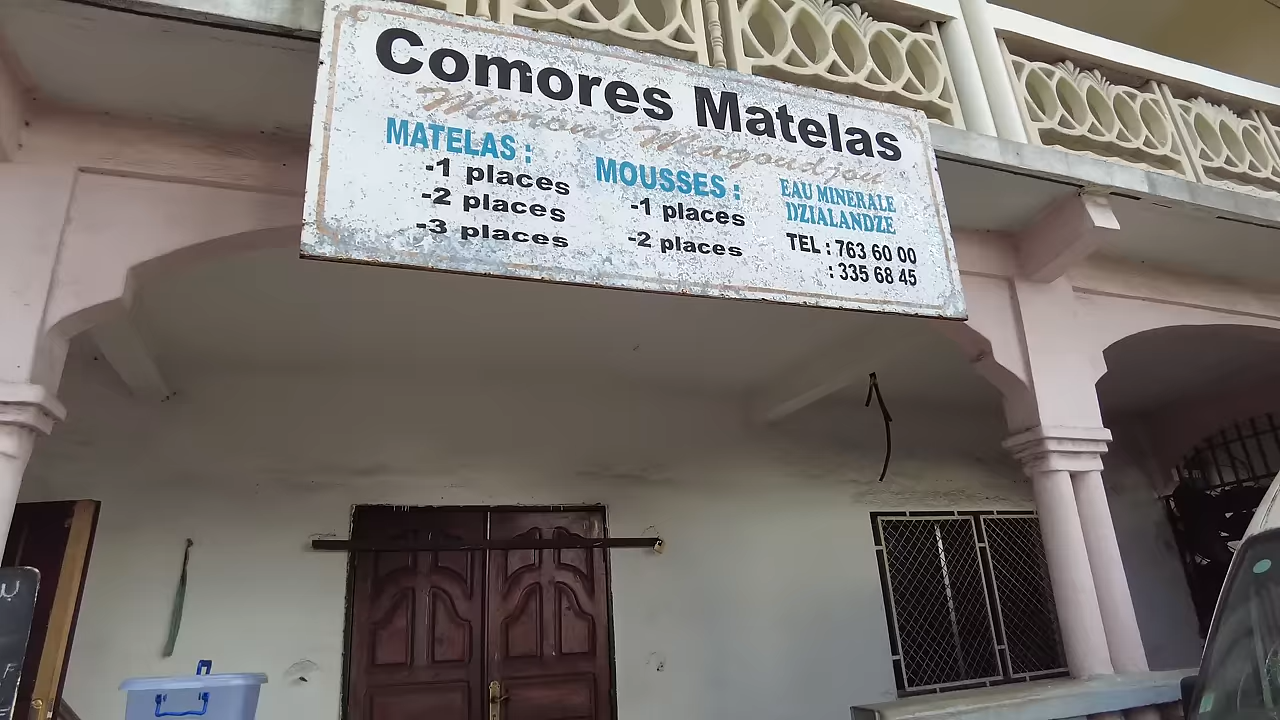 Comores Matelas
Moroni Magoudjou
MATELAS :
-1 places
-2 places
-3 places
MOUSSES :
-1 places
-2 places
EAU MINERALE
DZIALANDZE
TEL : 763 60 00
: 335 68 45